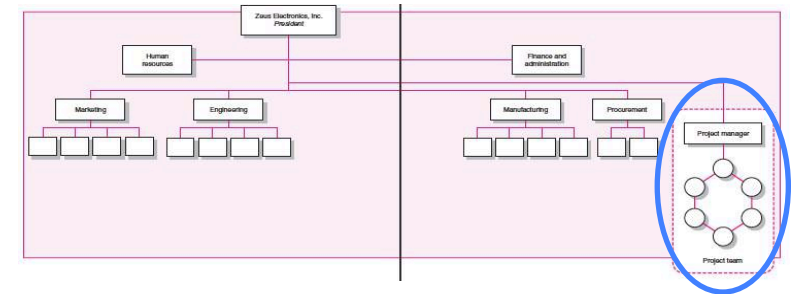 Zeus Electronics, Inc.
President
Human
resources
Finance and
administration
Marketing
Engineering
Manufacturing
Procurement
Project manager
Project team